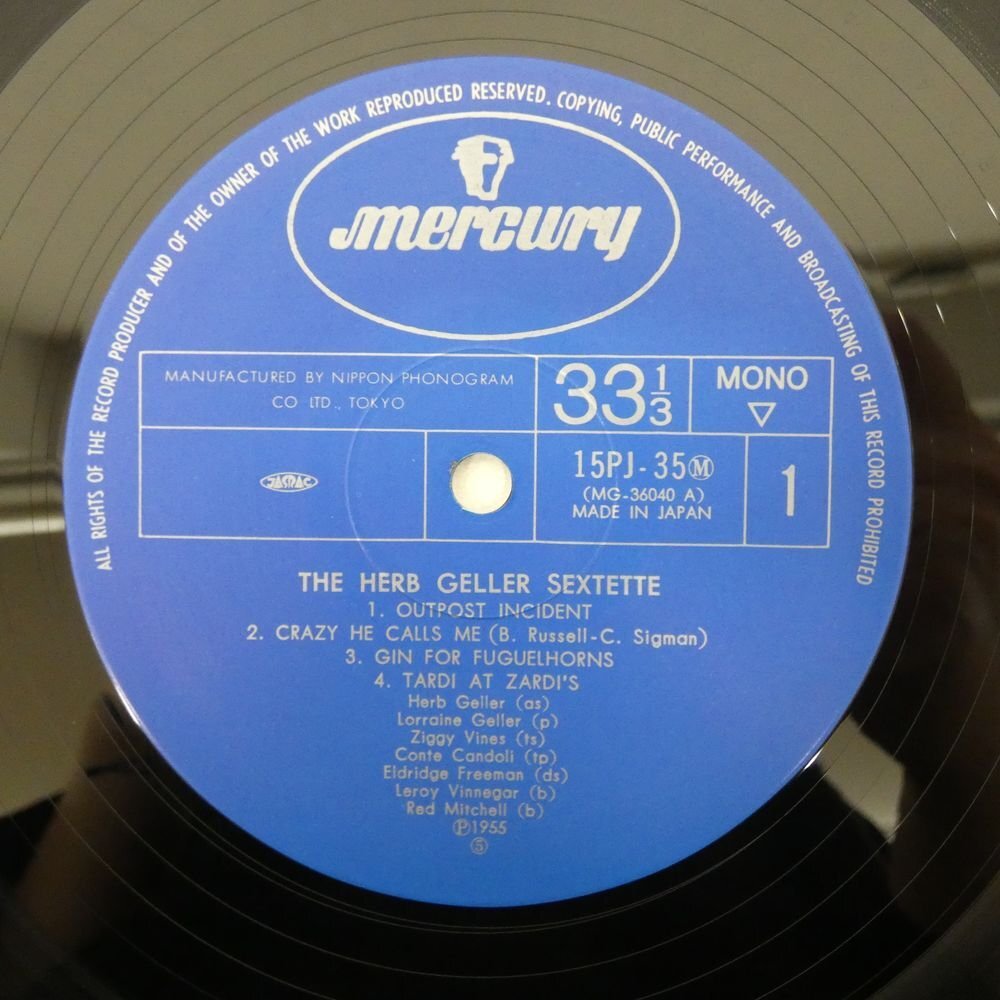 ALL RIGHTS OF THE RECORD PRODUCER AND OF THE OWNER OF THE WORK REPRODUCED RESERVED. COPYING, PUBLIC PERFORMANCE AND BROADCASTING OF THIS RECORD PROHIBITED
mercury
MANUFACTURED BY NIPPON PHONOGRAM
CO LTD., TOKYO
33 1/3
MONO
▽
JASRAC
15PJ-35Ⓜ
(MG-36040 A)
MADE IN JAPAN
1
THE HERB GELLER SEXTETTE
1. OUTPOST INCIDENT
2. CRAZY HE CALLS ME (B. Russell-C. Sigman)
3. GIN FOR FUGUELHORNS
4. TARDI AT ZARDI'S
Herb Geller (as)
Lorraine Geller (p)
Ziggy Vines (ts)
Conte Candoli (tp)
Eldridge Freeman (ds)
Leroy Vinnegar (b)
Red Mitchell (b)
Ⓟ1955
⑤